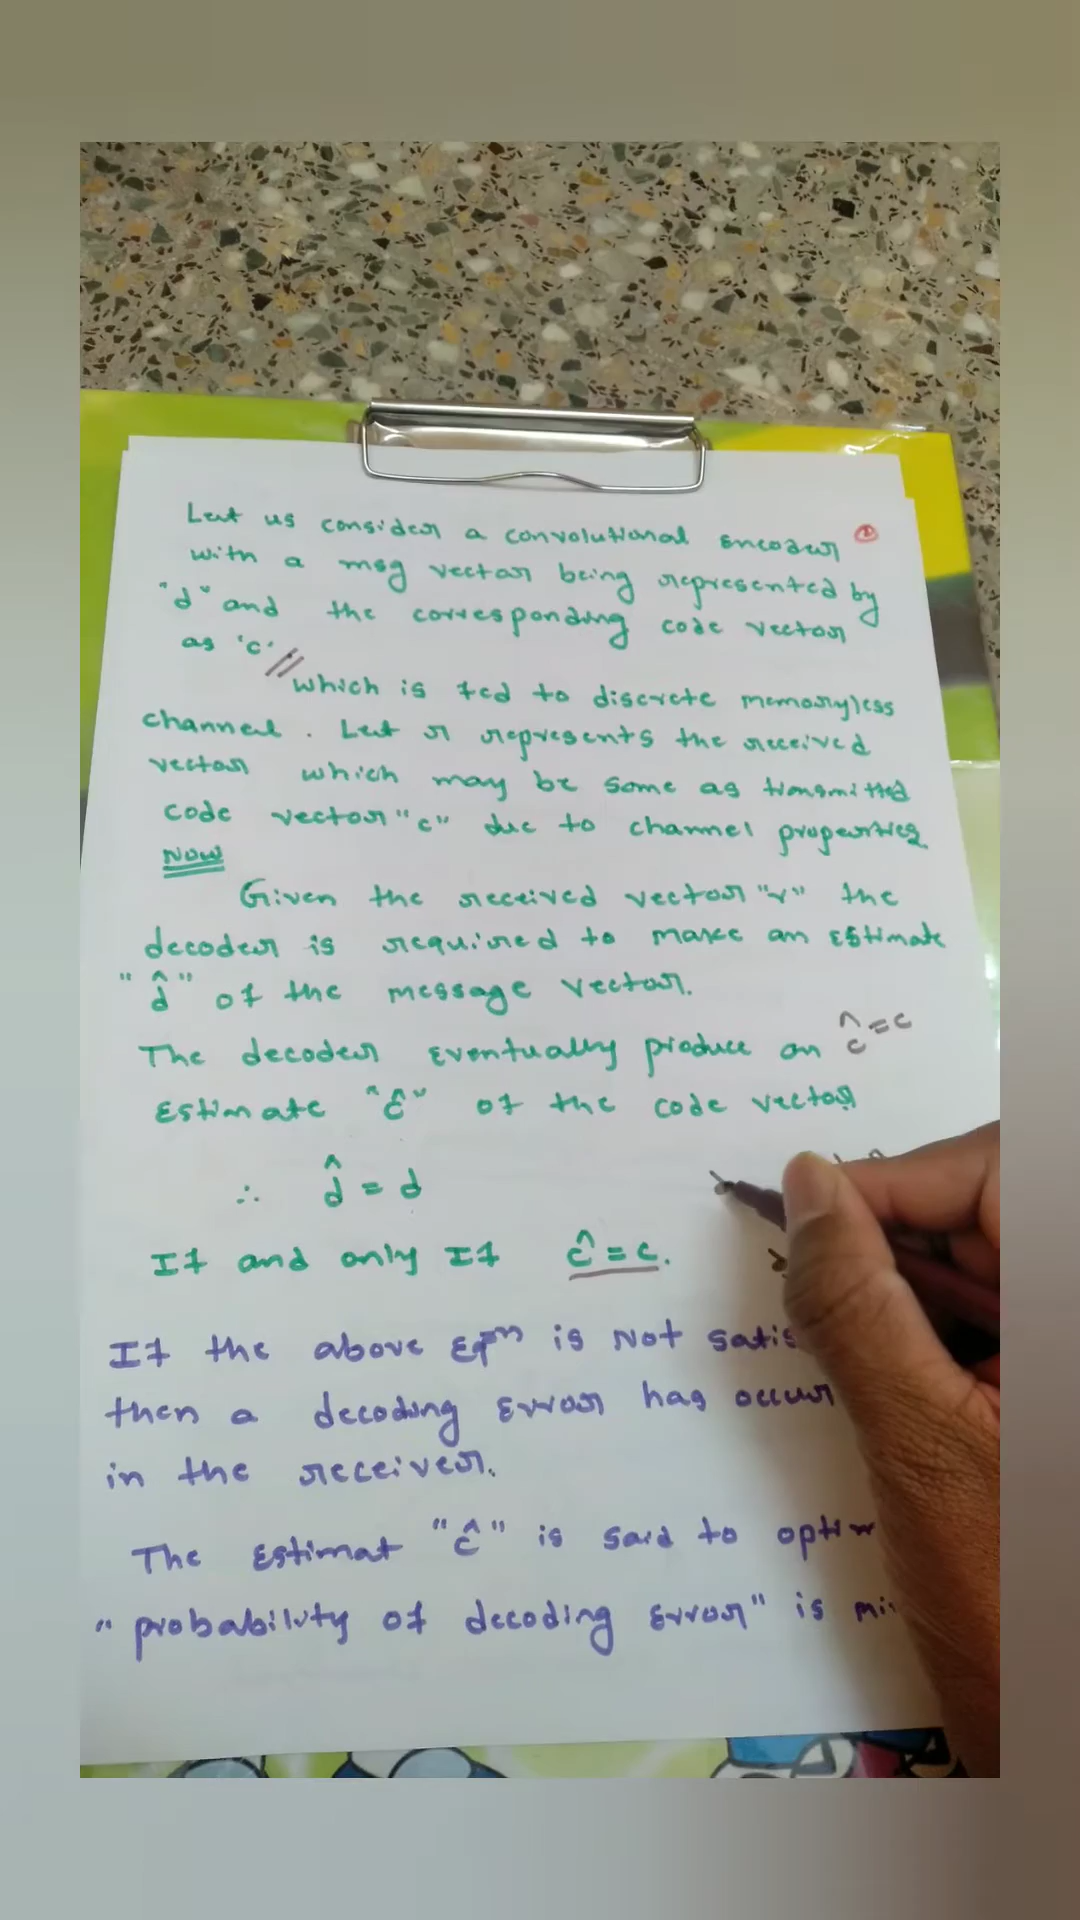 Let us consider a convolutional encoder
with a msg vector being represented by
"d" and the corresponding code vector
as 'c'
which is fed to discrete memoryless
channel. Let r represents the received
vector which may be some as transmitted
code vector "c" due to channel properties
Now
Given the received vector "r" the
decoder is required to make an Estimate
"d̂" of the message vector.
The decoder eventually produce an ĉ = c
Estimate "ĉ" of the code vector
∴ d̂ = d
If and only If ĉ = c.
If the above Eqⁿ is Not satis
then a decoding Error has occur
in the receiver.
The Estimat "ĉ" is said to optim
"probability of decoding Error" is mi